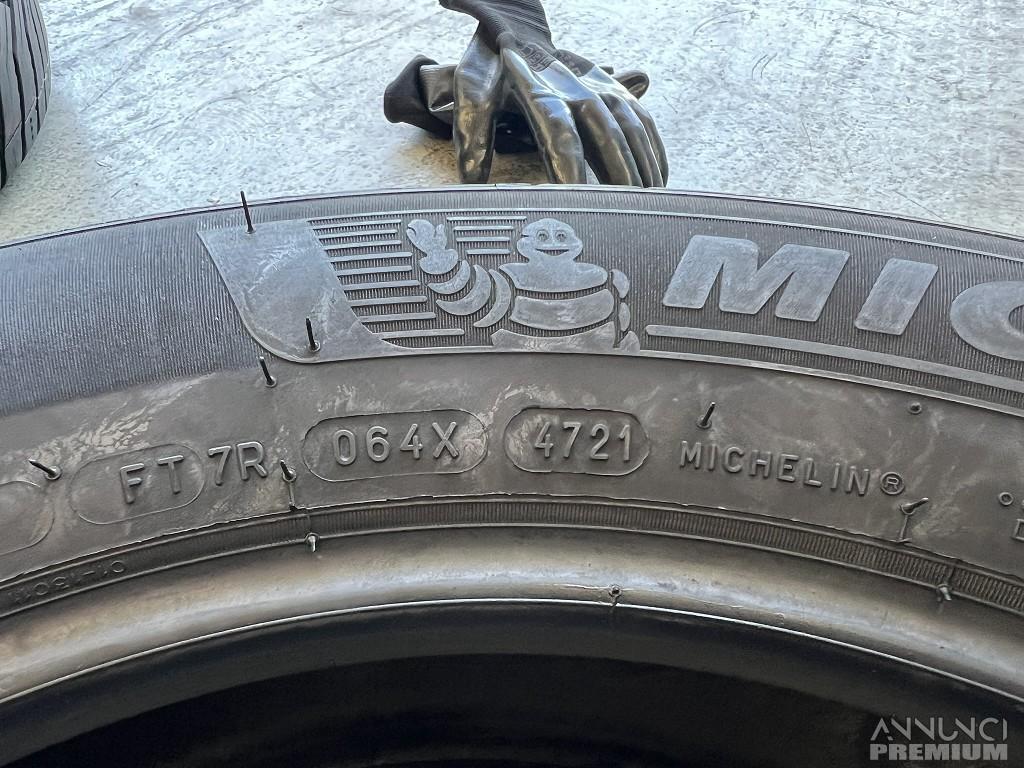 MIC
FT 7R 064X 4721 MICHELIN®
ANNUNCI
PREMIUM